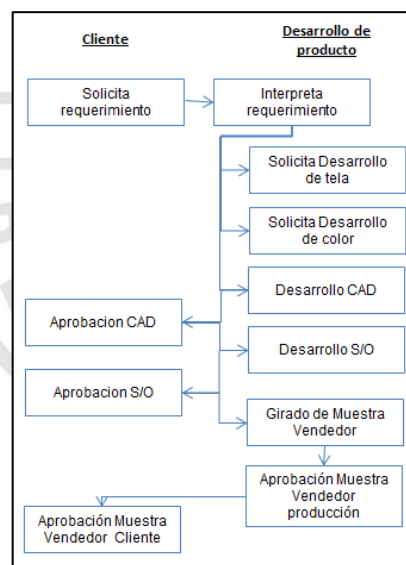 Cliente
Desarrollo de
producto
Solicita
requerimiento
Interpreta
requerimiento
Solicita Desarrollo
de tela
Solicita Desarrollo
de color
Desarrollo CAD
Aprobacion CAD
Desarrollo S/O
Aprobacion S/O
Girado de Muestra
Vendedor
Aprobación Muestra
Vendedor
producción
Aprobación Muestra
Vendedor Cliente